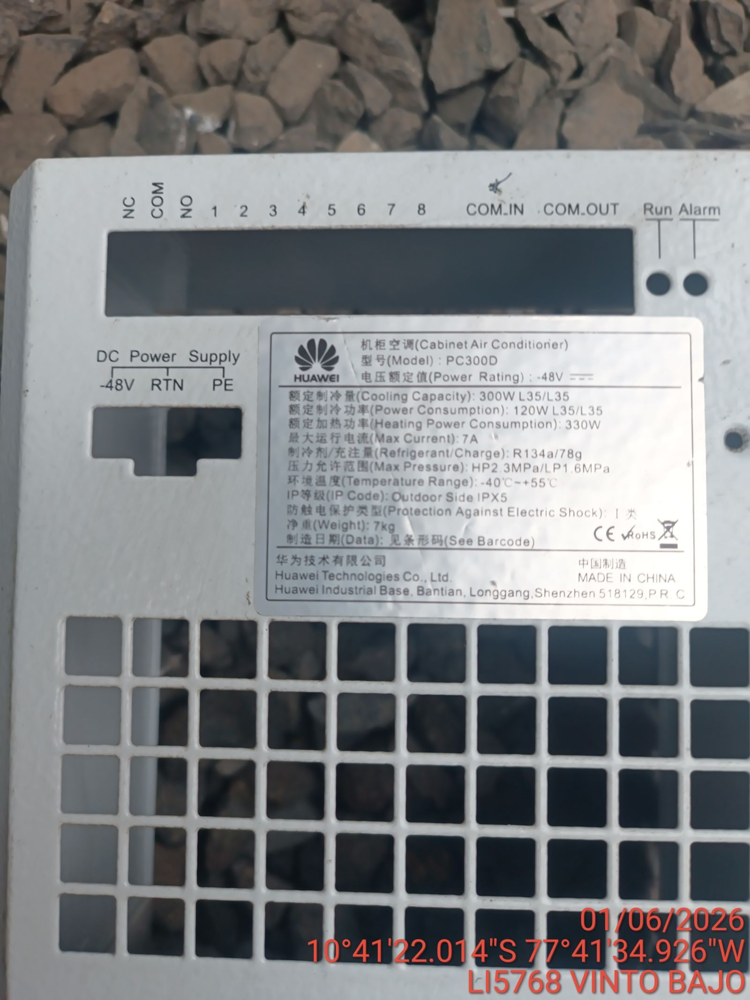 NC COM NO 1 2 3 4 5 6 7 8 COM_IN COM_OUT Run Alarm
DC Power Supply
-48V RTN PE
HUAWEI
机柜空调(Cabinet Air Conditioner)
型号(Model) : PC300D
电压额定值(Power Rating) : -48V
额定制冷量(Cooling Capacity): 300W L35/L35
额定制冷功率(Power Consumption): 120W L35/L35
额定加热功率(Heating Power Consumption): 330W
最大运行电流(Max Current): 7A
制冷剂/充注量(Refrigerant/Charge): R134a/78g
压力允许范围(Max Pressure): HP2.3MPa/LP1.6MPa
环境温度(Temperature Range): -40℃~+55℃
IP等级(IP Code): Outdoor Side IPX5
防触电保护类型(Protection Against Electric Shock): I 类
净重(Weight): 7kg
制造日期(Data): 见条形码(See Barcode)
CE RoHS
华为技术有限公司
中国制造
Huawei Technologies Co., Ltd.
MADE IN CHINA
Huawei Industrial Base, Bantian, Longgang,Shenzhen 518129,P.R. C
01/06/2026
10°41'22.014"S 77°41'34.926"W
LI5768 VINTO BAJO